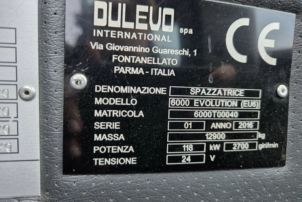 DULEVO spa
INTERNATIONAL
Via Giovannino Guareschi, 1
FONTANELLATO
PARMA - ITALIA
CE
DENOMINAZIONE SPAZZATRICE
MODELLO 6000 EVOLUTION (EU6)
MATRICOLA 6000T00040
SERIE 01 ANNO 2016
MASSA 12900 kg
POTENZA 118 kW 2700 giri/min
TENSIONE 24 V